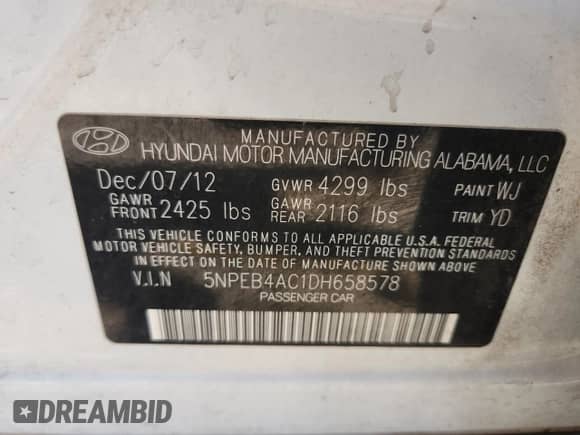 MANUFACTURED BY
HYUNDAI MOTOR MANUFACTURING ALABAMA, LLC
Dec/07/12 GVWR 4299 lbs PAINT WJ
GAWR FRONT 2425 lbs GAWR REAR 2116 lbs TRIM YD
THIS VEHICLE CONFORMS TO ALL APPLICABLE U.S.A. FEDERAL
MOTOR VEHICLE SAFETY, BUMPER, AND THEFT PREVENTION STANDARDS
IN EFFECT ON THE DATE OF MANUFACTURE SHOWN ABOVE.
V.I.N 5NPEB4AC1DH658578
PASSENGER CAR
DREAMBID